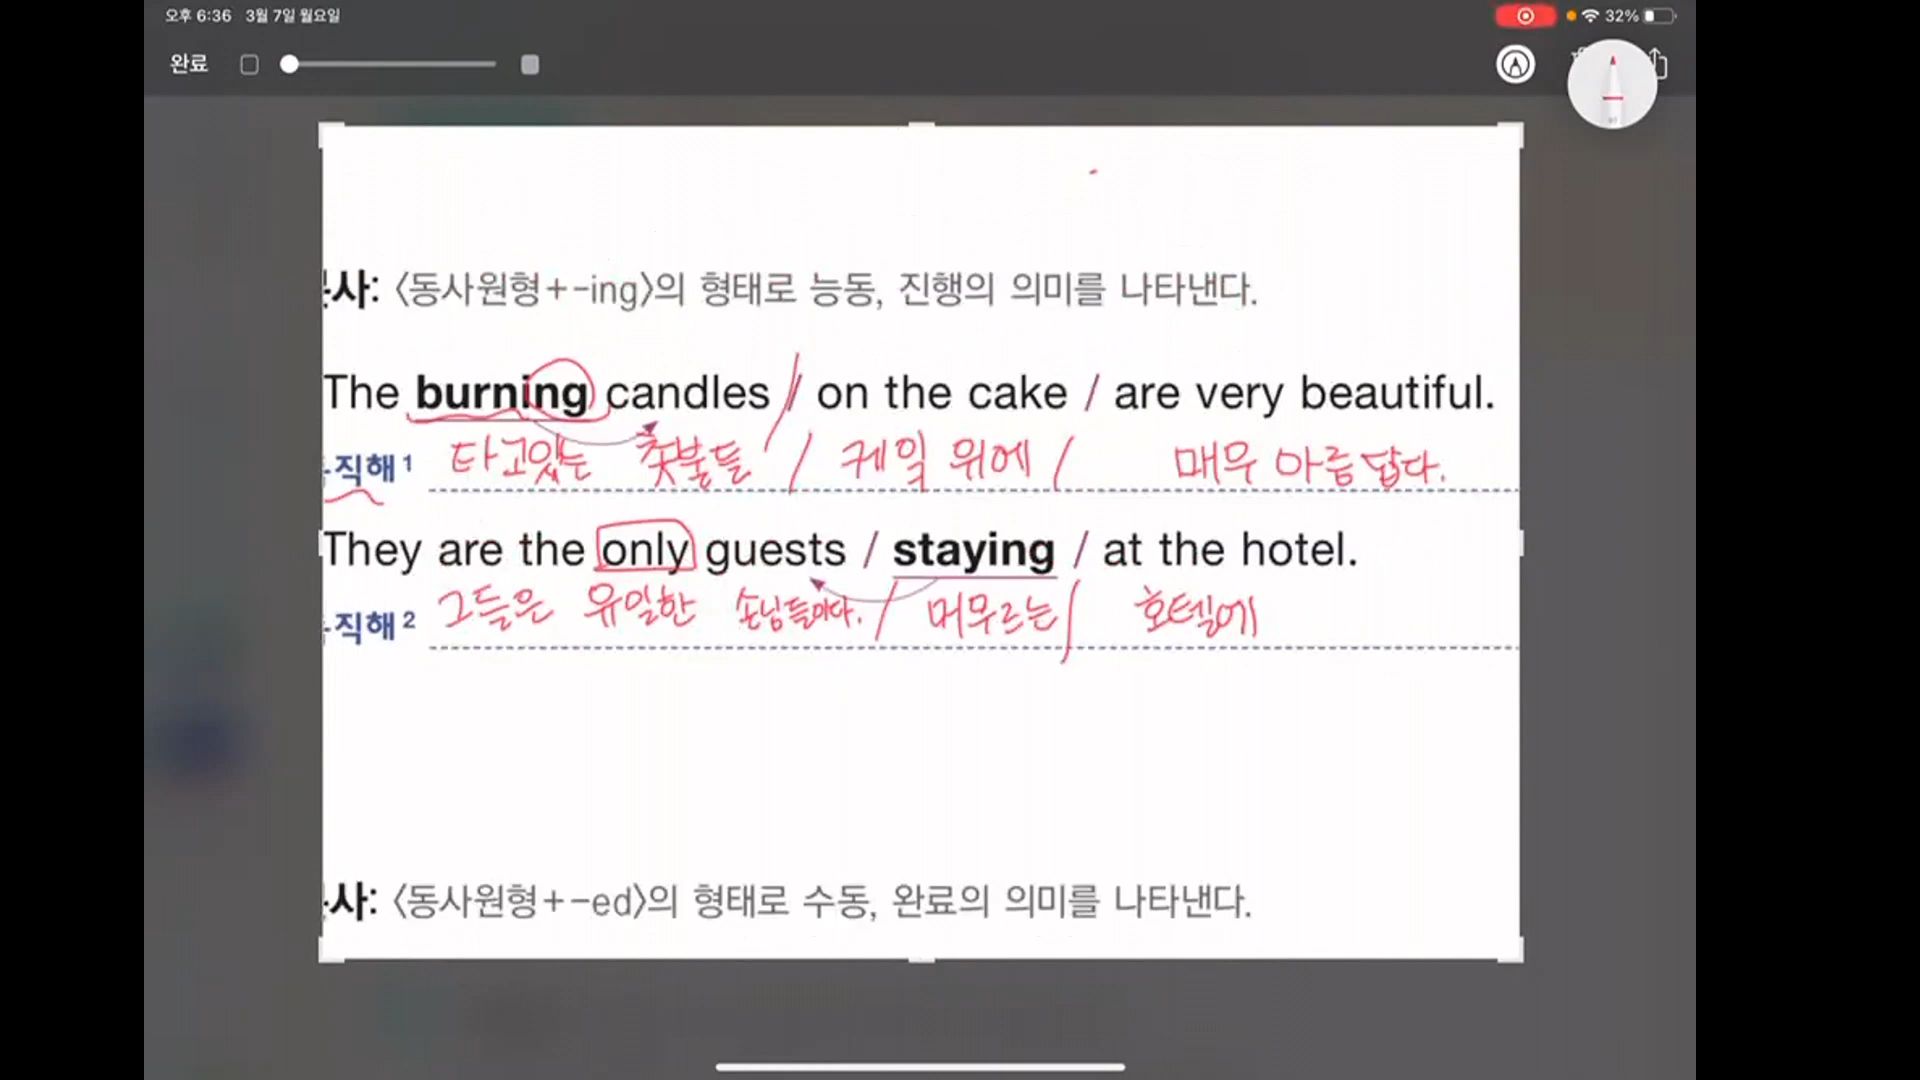 오후 6:36 3월 7일 월요일
32%
완료
사: 〈동사원형+-ing〉의 형태로 능동, 진행의 의미를 나타낸다.
The burning candles / on the cake / are very beautiful.
직해1 타고있는 촛불들 / 케익 위에 / 매우 아름답다.
They are the only guests / staying / at the hotel.
직해2 그들은 유일한 손님들이다. / 머무르는 / 호텔에
사: 〈동사원형+-ed〉의 형태로 수동, 완료의 의미를 나타낸다.